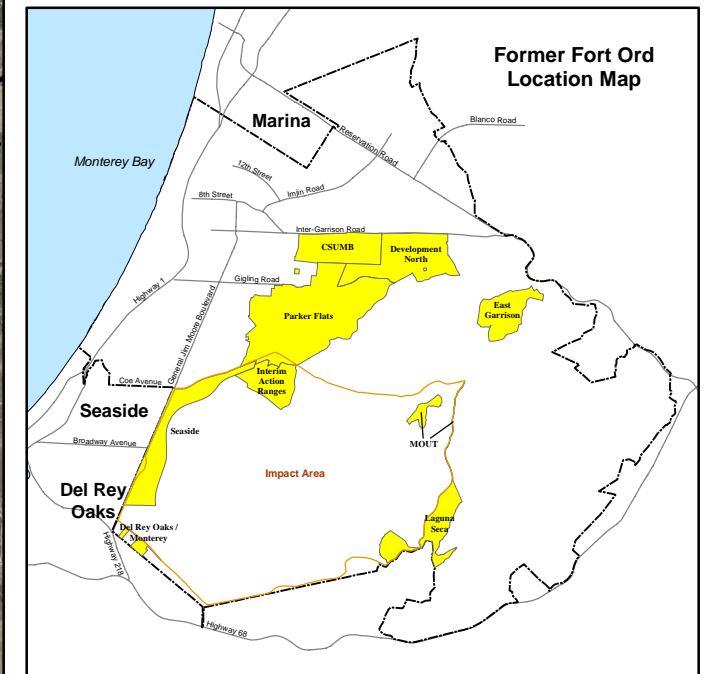 Former Fort Ord
Location Map
Marina
Blanco Road
Reservation Road
Monterey Bay
12th Street
Imjin Road
8th Street
Inter-Garrison Road
CSUMB
Development
North
Gigling Road
Highway 1
General Jim Moore Boulevard
Parker Flats
East
Garrison
Coe Avenue
Interim
Action
Ranges
Seaside
Seaside
Broadway Avenue
MOUT
Impact Area
Del Rey
Oaks
Laguna
Seca
Del Rey Oaks /
Monterey
Highway 218
Highway 68